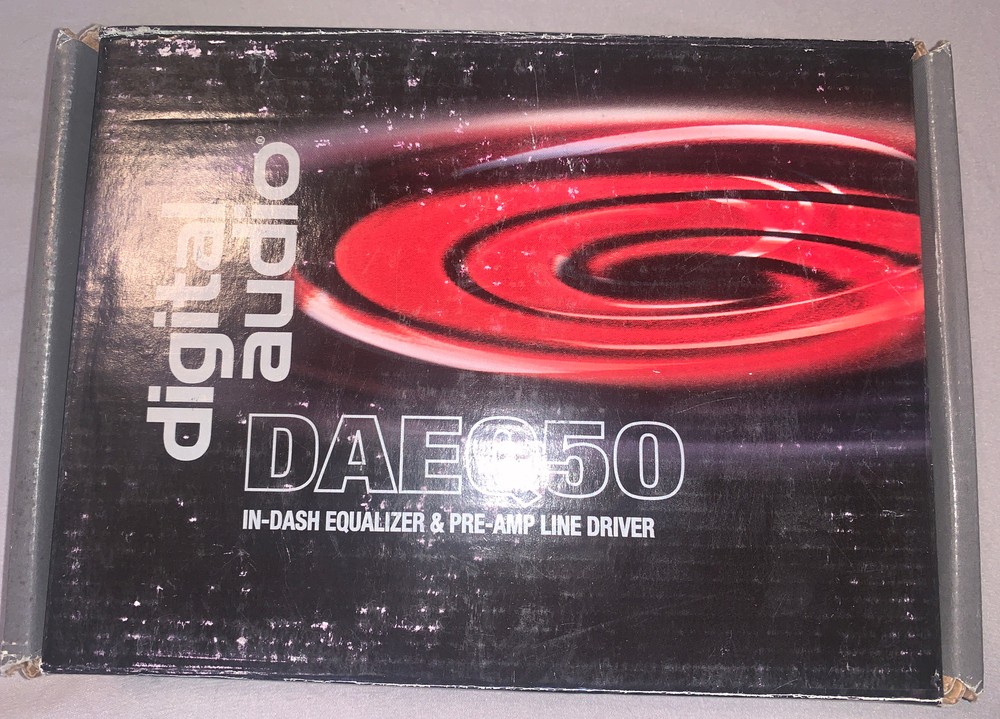 digital
audio®
DAEQ50
IN-DASH EQUALIZER & PRE-AMP LINE DRIVER